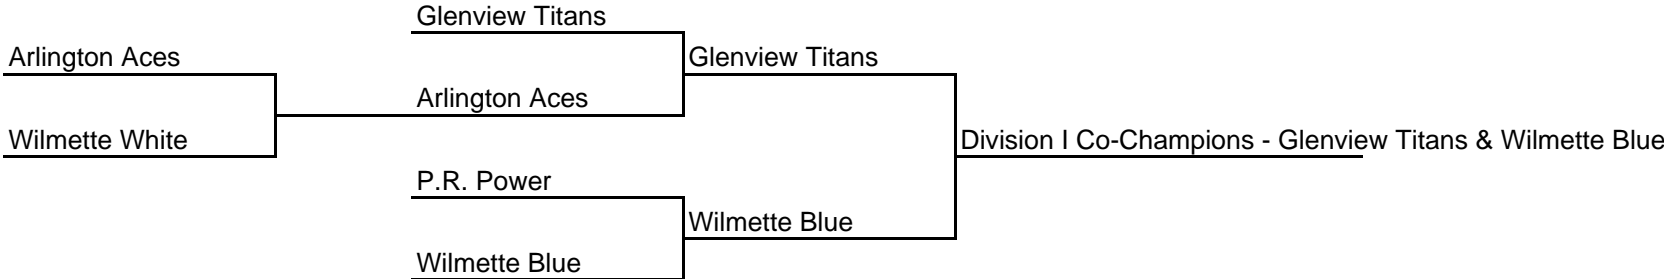 Glenview Titans
Arlington Aces
Glenview Titans
Arlington Aces
Wilmette White
Division I Co-Champions - Glenview Titans & Wilmette Blue
P.R. Power
Wilmette Blue
Wilmette Blue